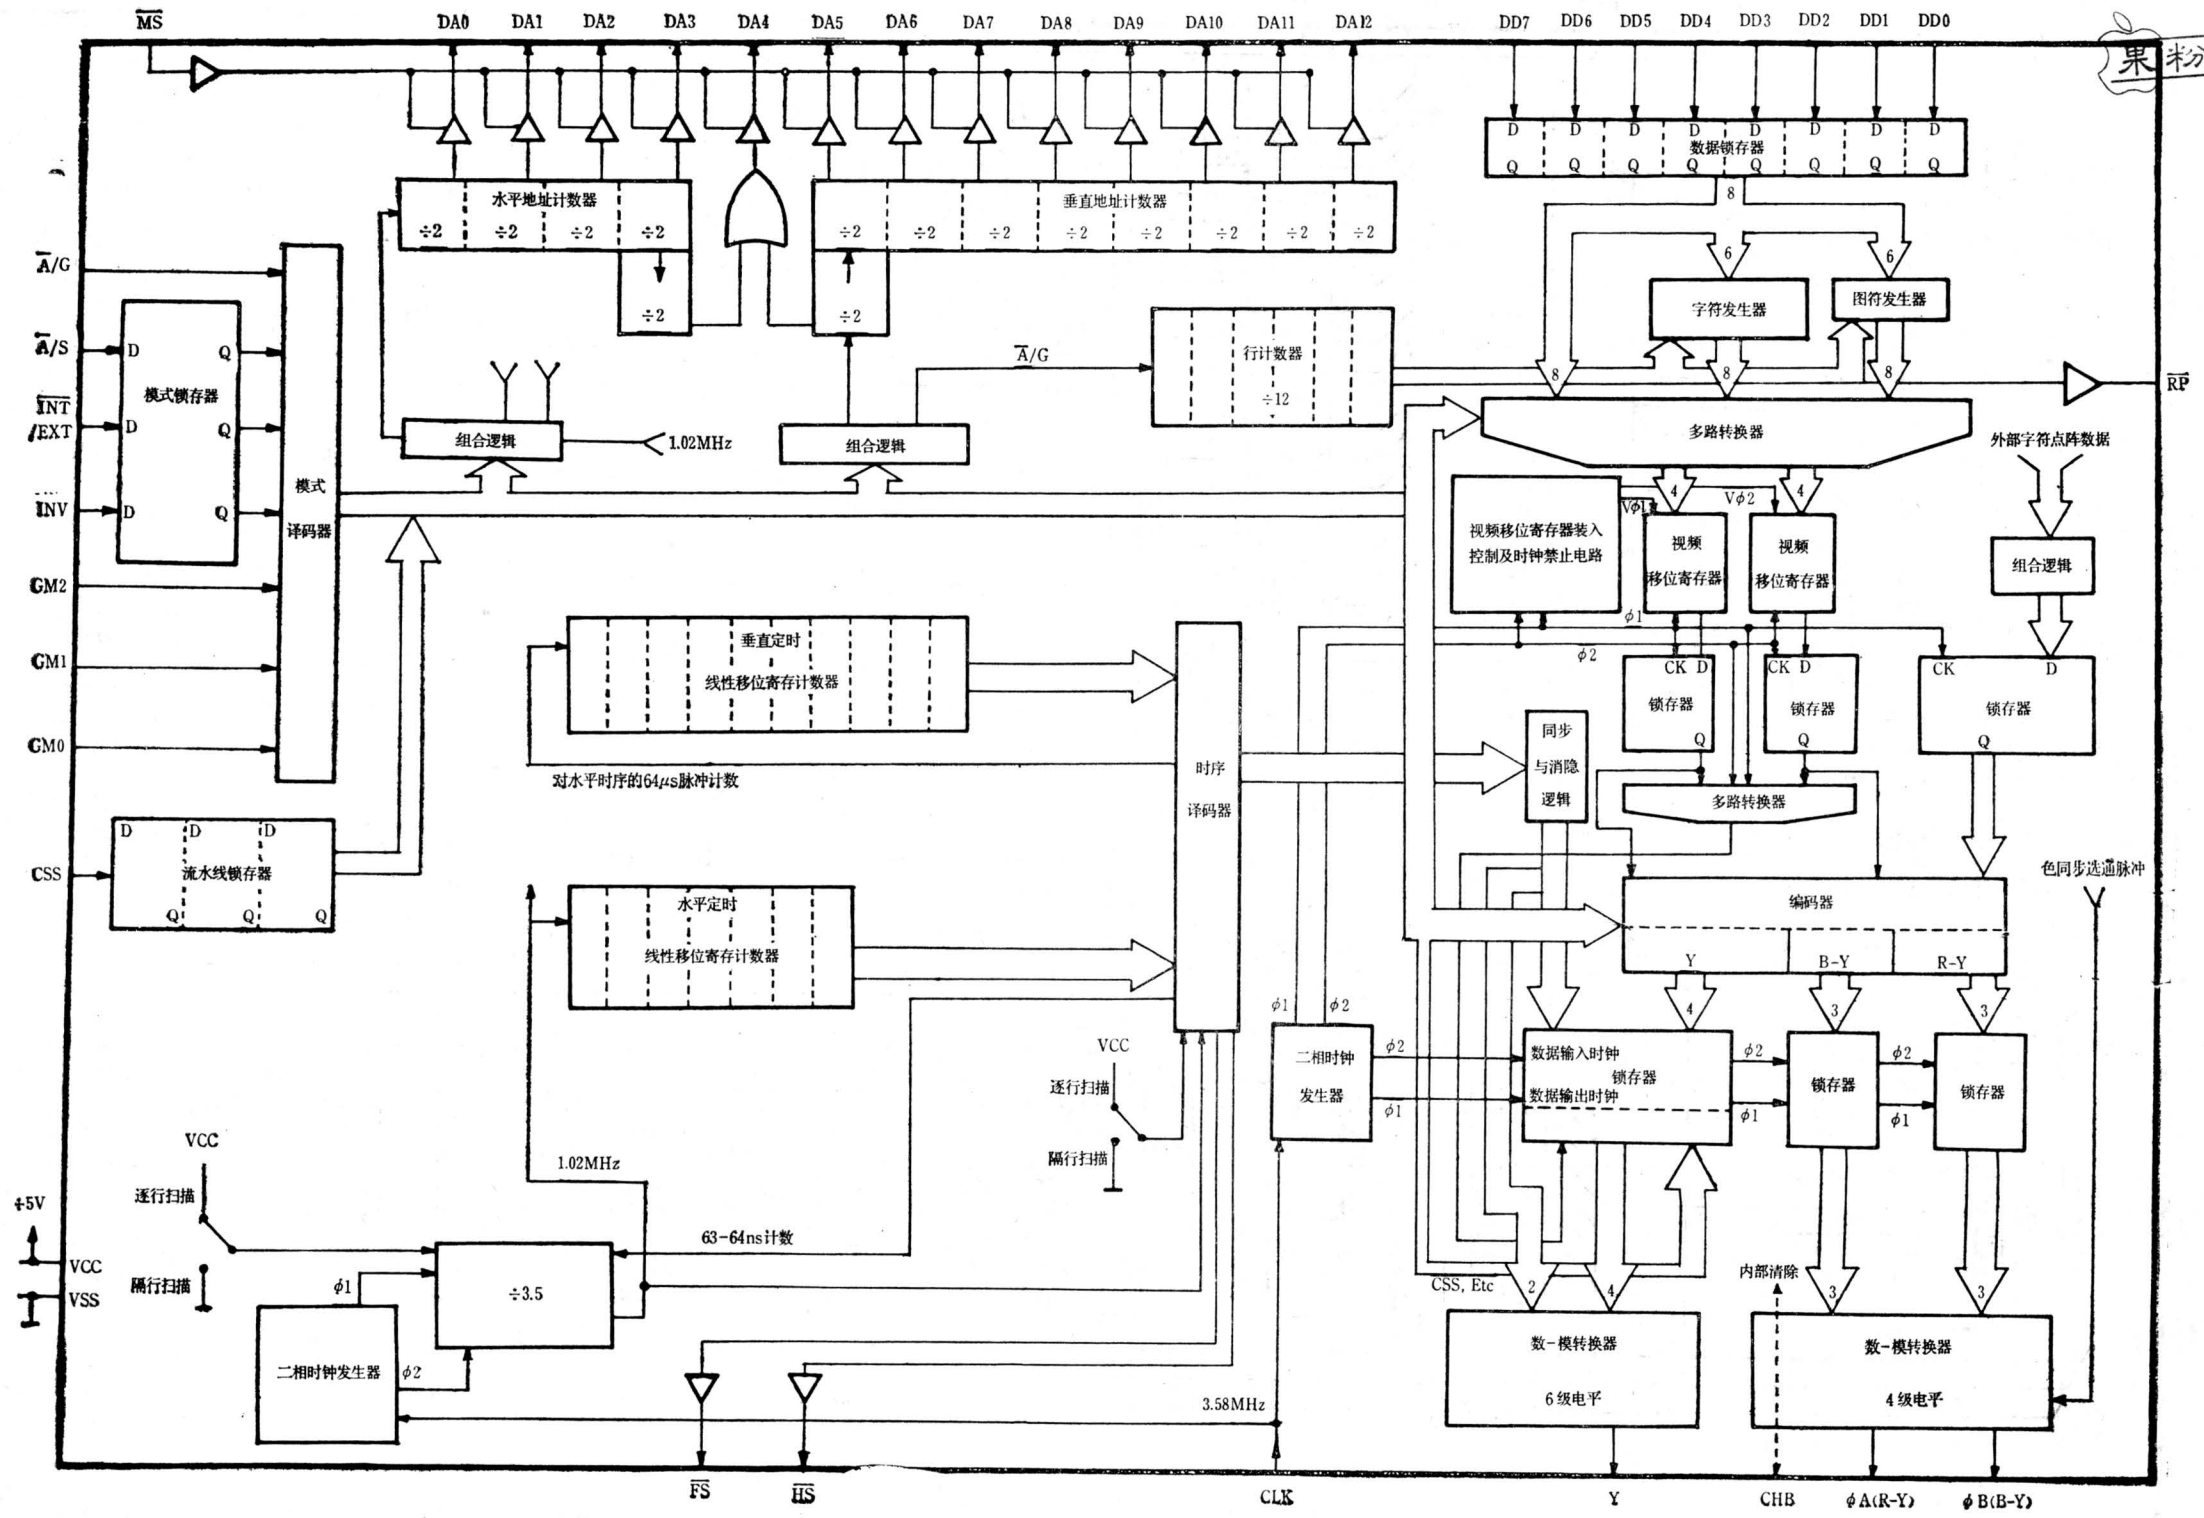 M̅S̅ DA0 DA1 DA2 DA3 DA4 DA5 DA6 DA7 DA8 DA9 DA10 DA11 DA12 DD7 DD6 DD5 DD4 DD3 DD2 DD1 DD0
果粉
D D D D D D D D
数据锁存器
Q Q Q Q Q Q Q Q
8
水平地址计数器
÷2 ÷2 ÷2 ÷2
÷2
垂直地址计数器
÷2 ÷2 ÷2 ÷2 ÷2 ÷2 ÷2 ÷2
÷2
6 6
字符发生器
图符发生器
A̅/G
A̅/S
I̅N̅T̅
/EXT
I̅N̅V̅
GM2
GM1
GM0
CSS
D Q
模式锁存器
D Q
D Q
模式
译码器
A̅/G
行计数器
÷12
8 8 8
R̅P̅
组合逻辑
1.02MHz
组合逻辑
多路转换器
外部字符点阵数据
4 4
Vϕ1
Vϕ2
视频移位寄存器装入
控制及时钟禁止电路
视频
移位寄存器
视频
移位寄存器
组合逻辑
ϕ1
ϕ2
垂直定时
线性移位寄存计数器
对水平时序的64μs脉冲计数
时序
译码器
CK D
锁存器
Q
CK D
锁存器
Q
CK D
锁存器
Q
同步
与消隐
逻辑
多路转换器
D D D
流水线锁存器
Q Q Q
水平定时
线性移位寄存计数器
编码器
Y B-Y R-Y
色同步选通脉冲
4 3 3
ϕ1 ϕ2
二相时钟
发生器
ϕ2
ϕ1
数据输入时钟
锁存器
数据输出时钟
ϕ2
ϕ1
锁存器
ϕ2
ϕ1
锁存器
VCC
逐行扫描
隔行扫描
VCC
逐行扫描
隔行扫描
+5V
VCC
VSS
1.02MHz
63-64ns计数
÷3.5
ϕ1
二相时钟发生器
ϕ2
3.58MHz
CSS, Etc
2 4
内部清除
3 3
数-模转换器
6级电平
数-模转换器
4级电平
F̅S̅ H̅S̅ CLK Y CHB ϕA(R-Y) ϕB(B-Y)